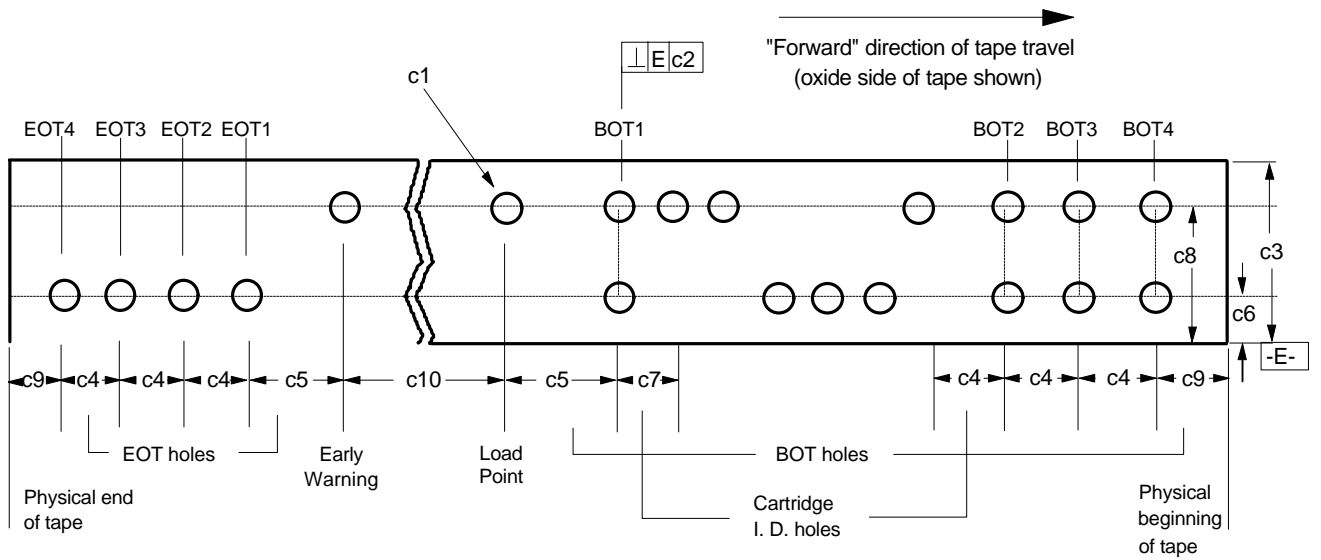 "Forward" direction of tape travel
(oxide side of tape shown)
⊥ E c2
c1
EOT4 EOT3 EOT2 EOT1 BOT1 BOT2 BOT3 BOT4
c8 c3
c6
-E-
c9 c4 c4 c4 c5 c10 c5 c7 c4 c4 c4 c9
EOT holes
Early
Warning
Load
Point
BOT holes
Physical end
of tape
Cartridge
I. D. holes
Physical
beginning
of tape